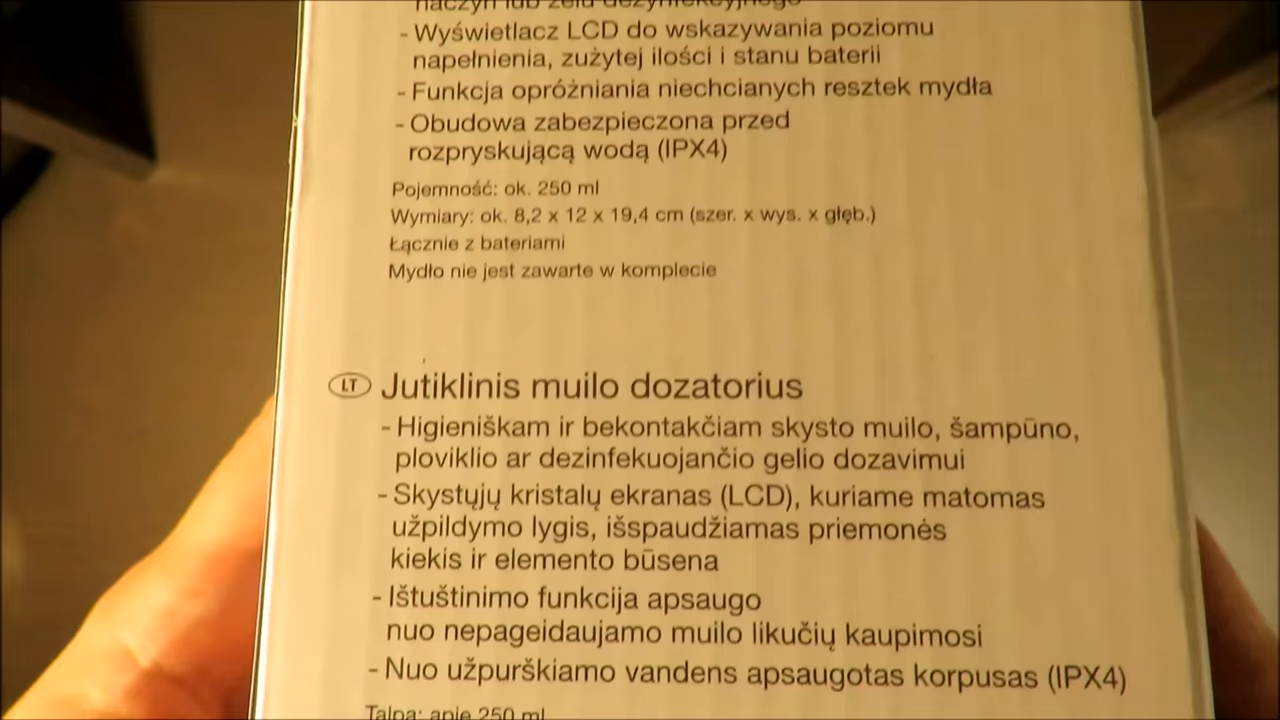 naczyń lub żelu dezynfekcyjnego
- Wyświetlacz LCD do wskazywania poziomu
napełnienia, zużytej ilości i stanu baterii
- Funkcja opróżniania niechcianych resztek mydła
- Obudowa zabezpieczona przed
rozpryskującą wodą (IPX4)
Pojemność: ok. 250 ml
Wymiary: ok. 8,2 x 12 x 19,4 cm (szer. x wys. x głęb.)
Łącznie z bateriami
Mydło nie jest zawarte w komplecie
LT Jutiklinis muilo dozatorius
- Higieniškam ir bekontakčiam skysto muilo, šampūno,
ploviklio ar dezinfekuojančio gelio dozavimui
- Skystųjų kristalų ekranas (LCD), kuriame matomas
užpildymo lygis, išspaudžiamas priemonės
kiekis ir elemento būsena
- Ištuštinimo funkcija apsaugo
nuo nepageidaujamo muilo likučių kaupimosi
- Nuo užpurškiamo vandens apsaugotas korpusas (IPX4)
Talpa: apie 250 ml